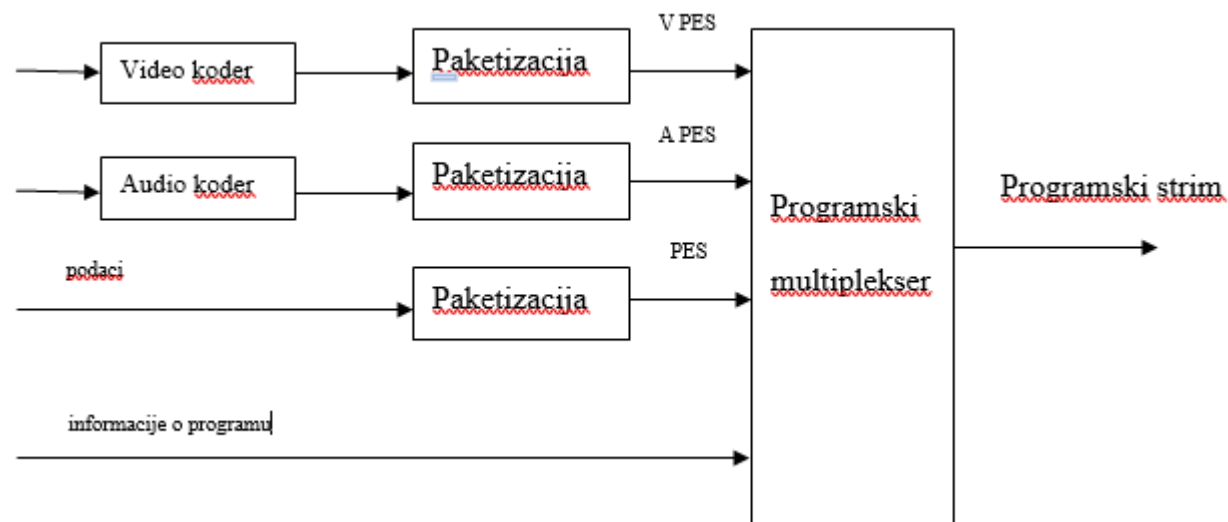 V PES
Video koder
Paketizacija
A PES
Audio koder
Paketizacija
Programski
multiplekser
Programski strim
podaci
PES
Paketizacija
informacije o programu